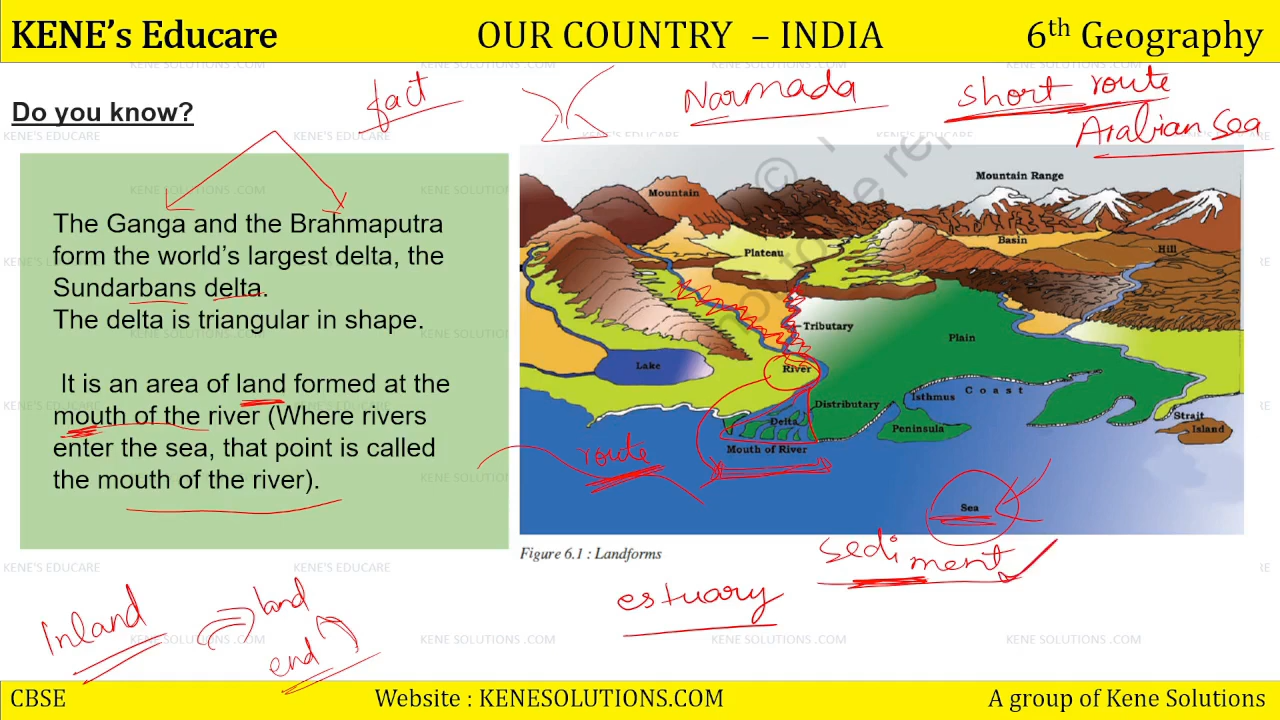 KENE's Educare
OUR COUNTRY – INDIA
6th Geography
KENE SOLUTIONS .COM
Do you know?
fact
Narmada
short route
Arabian Sea
KENE'S EDUCARE
The Ganga and the Brahmaputra
form the world's largest delta, the
Sundarbans delta.
The delta is triangular in shape.
It is an area of land formed at the
mouth of the river (Where rivers
enter the sea, that point is called
the mouth of the river).
Mountain
Mountain Range
Plateau
Basin
Hill
Tributary
Plain
Lake
River
Distributary
Isthmus
Coast
Delta
Peninsula
Strait
Island
Mouth of River
Sea
route
Figure 6.1 : Landforms
sediment
estuary
Inland
land
end
CBSE
Website : KENESOLUTIONS.COM
A group of Kene Solutions